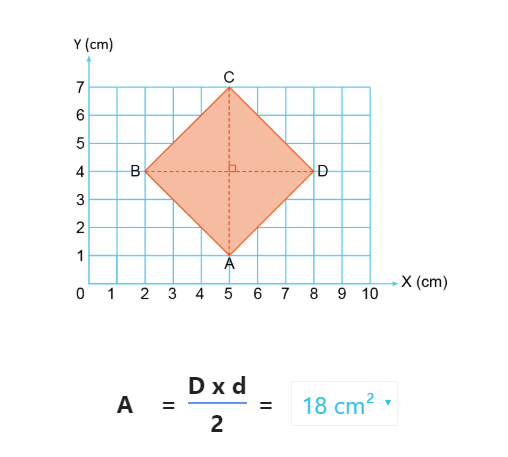 Y (cm)
C
7
6
5
B 4 D
3
2
1
A
0 1 2 3 4 5 6 7 8 9 10 X (cm)
A = D x d / 2 = 18 cm² ▾